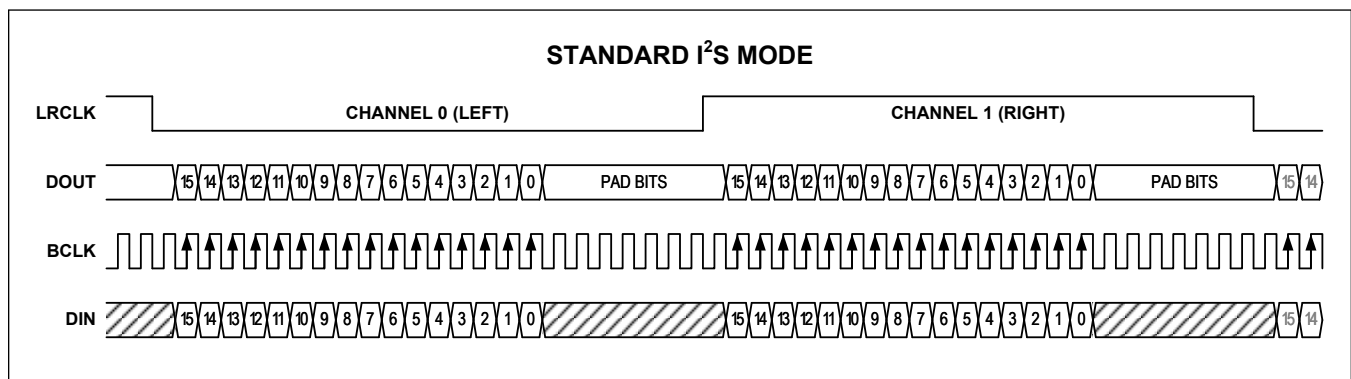 STANDARD I²S MODE
LRCLK CHANNEL 0 (LEFT) CHANNEL 1 (RIGHT)
DOUT 15 14 13 12 11 10 9 8 7 6 5 4 3 2 1 0 PAD BITS 15 14 13 12 11 10 9 8 7 6 5 4 3 2 1 0 PAD BITS 15 14
BCLK
DIN 15 14 13 12 11 10 9 8 7 6 5 4 3 2 1 0 15 14 13 12 11 10 9 8 7 6 5 4 3 2 1 0 15 14